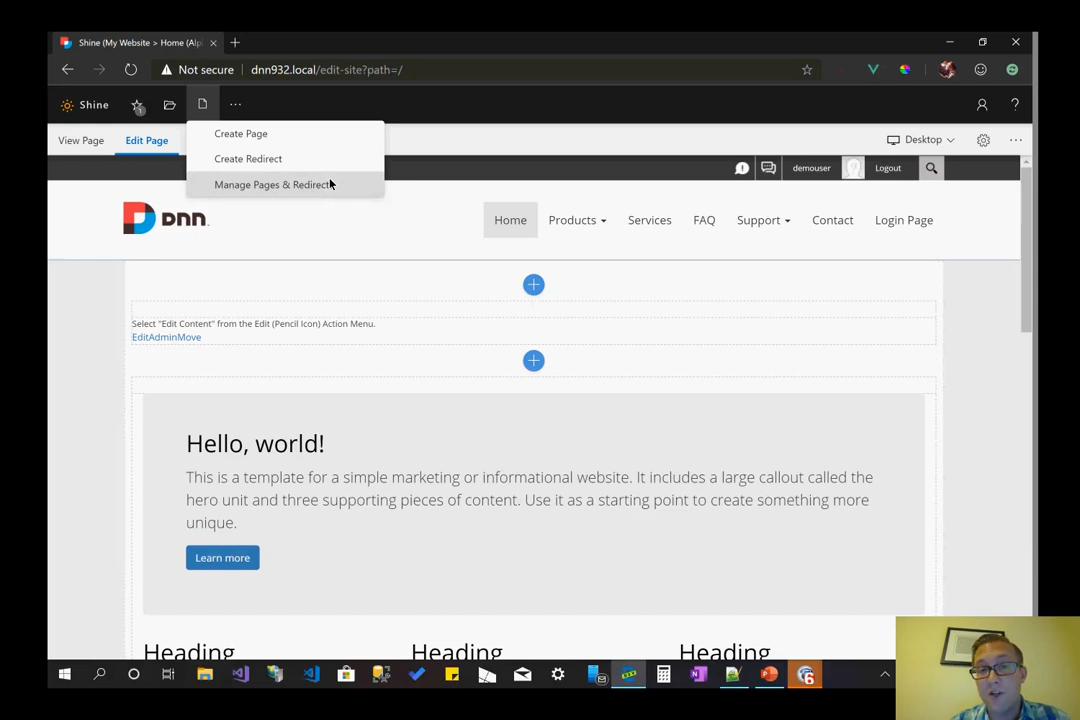 Shine (My Website > Home (Alp
Not secure
dnn932.local/edit-site?path=/
Shine
1
View Page
Edit Page
Create Page
Create Redirect
Manage Pages & Redirect
Desktop
demouser
Logout
DNN
Home
Products
Services
FAQ
Support
Contact
Login Page
Select "Edit Content" from the Edit (Pencil Icon) Action Menu.
EditAdminMove
Hello, world!
This is a template for a simple marketing or informational website. It includes a large callout called the
hero unit and three supporting pieces of content. Use it as a starting point to create something more
unique.
Learn more
Heading
Heading
Heading